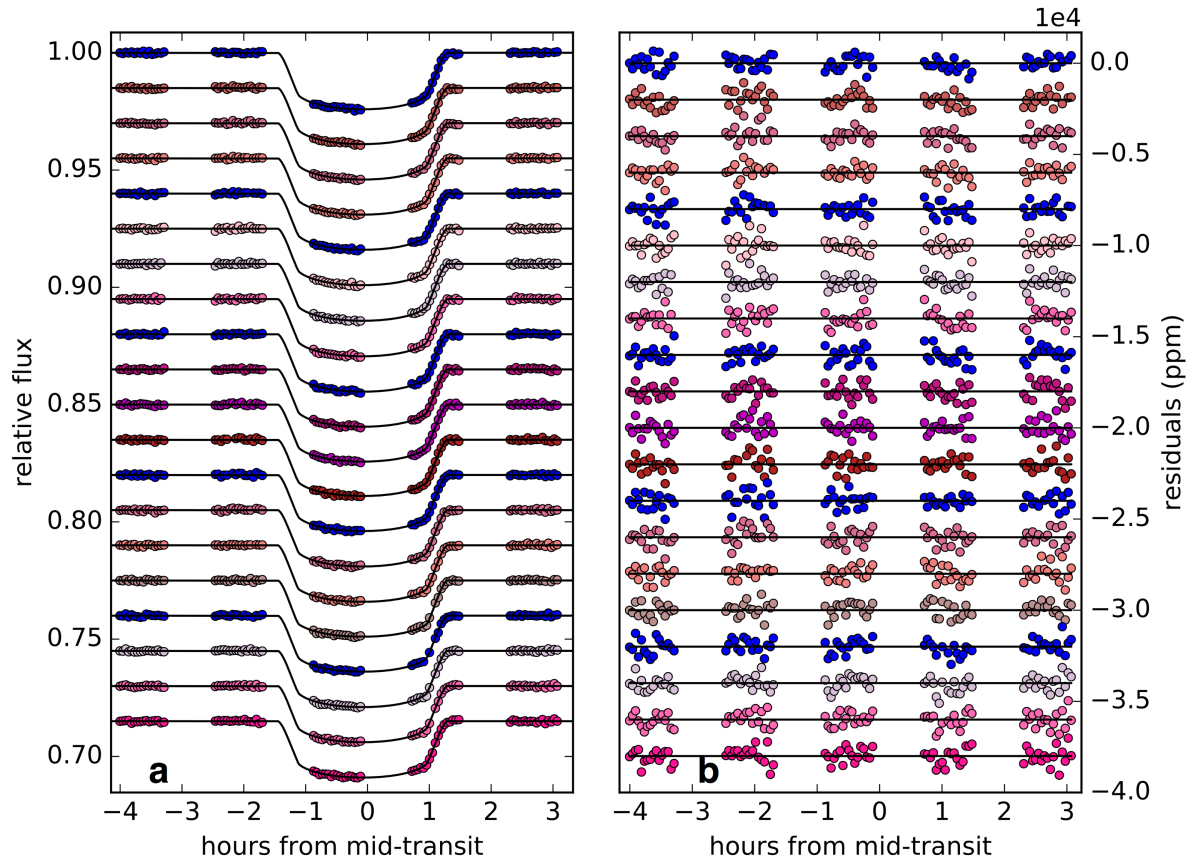 1e4
1.00
0.95
0.90
0.85
0.80
0.75
0.70
relative flux
a
−4 −3 −2 −1 0 1 2 3
hours from mid-transit
0.0
−0.5
−1.0
−1.5
−2.0
−2.5
−3.0
−3.5
−4.0
residuals (ppm)
b
−4 −3 −2 −1 0 1 2 3
hours from mid-transit